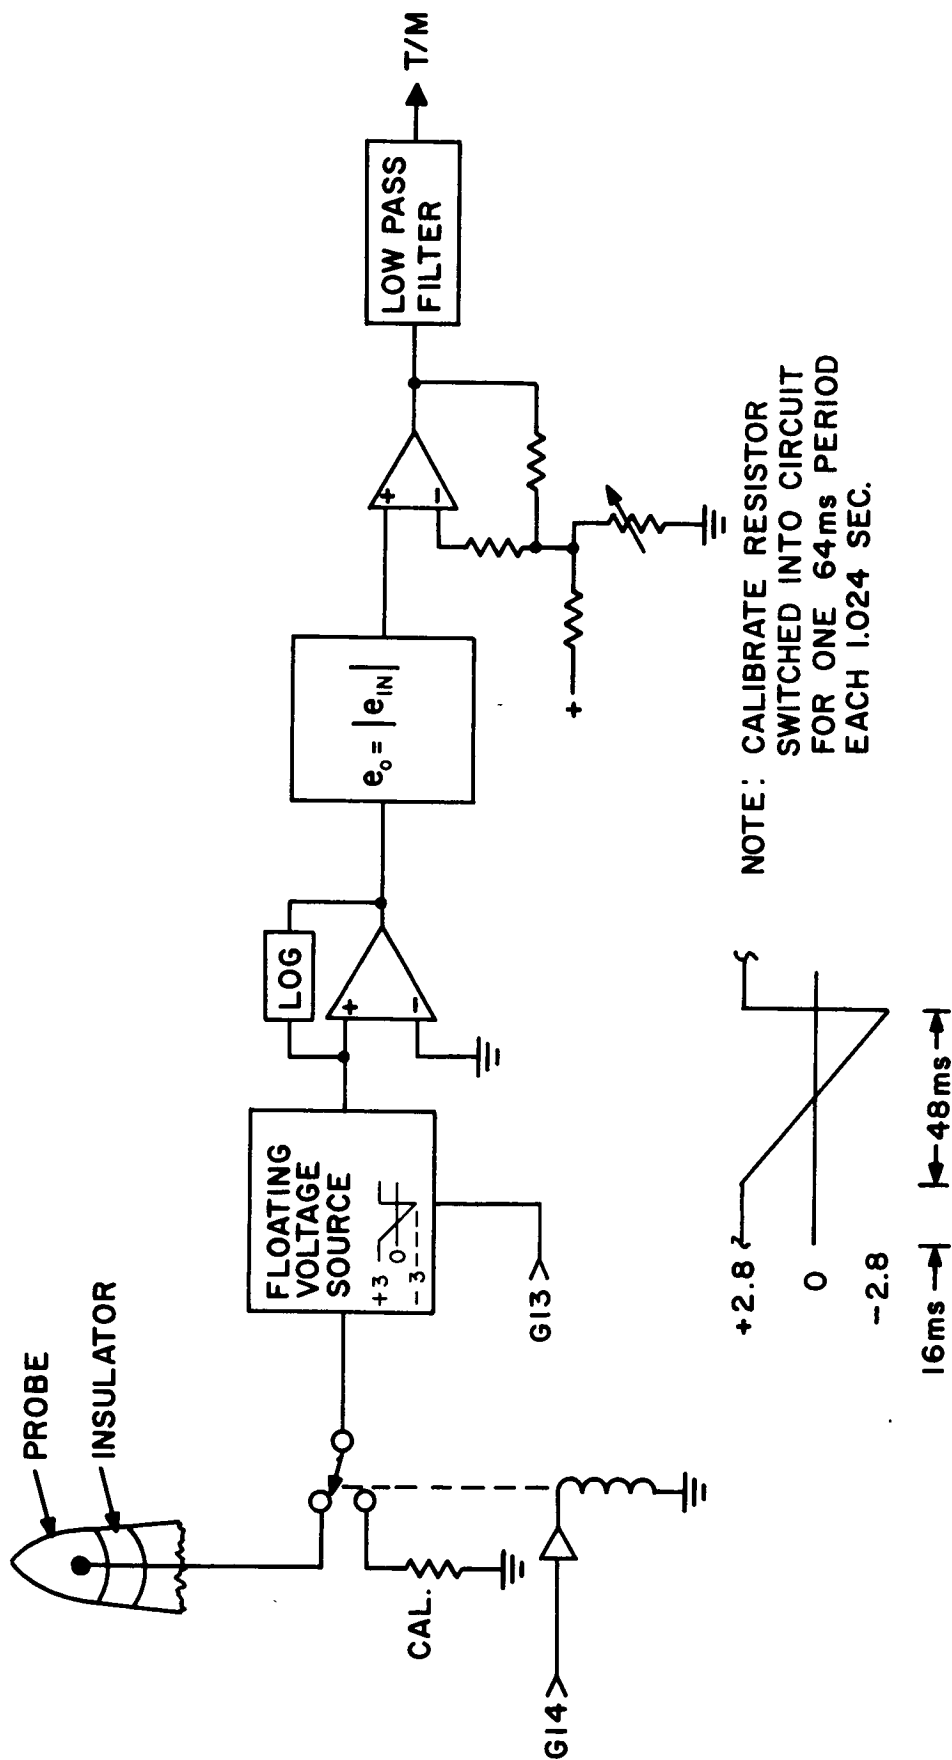 PROBE
INSULATOR
CAL.
G14
G13
FLOATING
VOLTAGE
SOURCE
+3
0
-3
LOG
+
-
e₀ = |e_IN|
+
-
+
LOW PASS
FILTER
T/M
+2.8
0
-2.8
16ms
48ms
NOTE: CALIBRATE RESISTOR
SWITCHED INTO CIRCUIT
FOR ONE 64ms PERIOD
EACH 1.024 SEC.